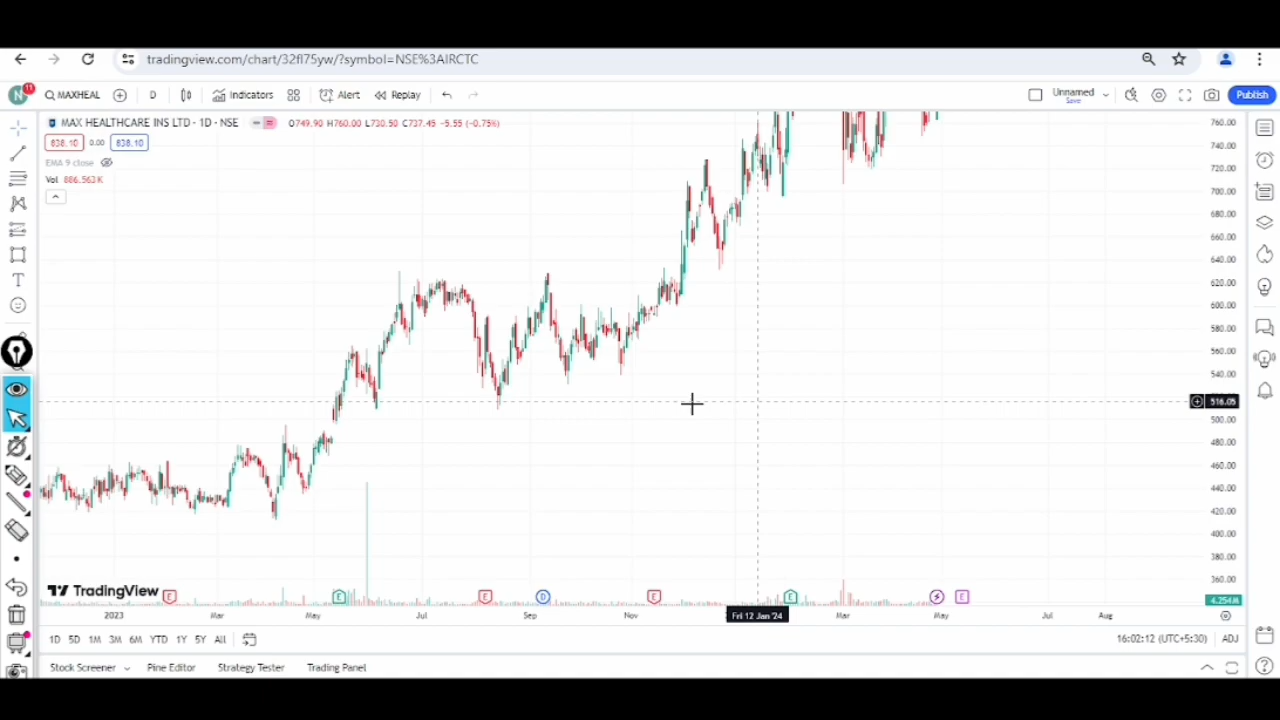 tradingview.com/chart/32fl75yw/?symbol=NSE%3AIRCTC
N 11 MAXHEAL D Indicators Alert Replay Unnamed Save Publish
MAX HEALTHCARE INS LTD · 1D · NSE O749.90 H760.00 L730.50 C737.45 -5.55 (-0.75%)
838.10 0.00 838.10
EMA 9 close
Vol 886.563K
760.00
740.00
720.00
700.00
680.00
660.00
640.00
620.00
600.00
580.00
560.00
540.00
516.05
500.00
480.00
460.00
440.00
420.00
400.00
380.00
360.00
4.254M
TradingView
E E E D E E E
2023 Mar May Jul Sep Nov Fri 12 Jan '24 Mar May Jul Aug
1D 5D 1M 3M 6M YTD 1Y 5Y All 16:02:12 (UTC+5:30) ADJ
Stock Screener Pine Editor Strategy Tester Trading Panel